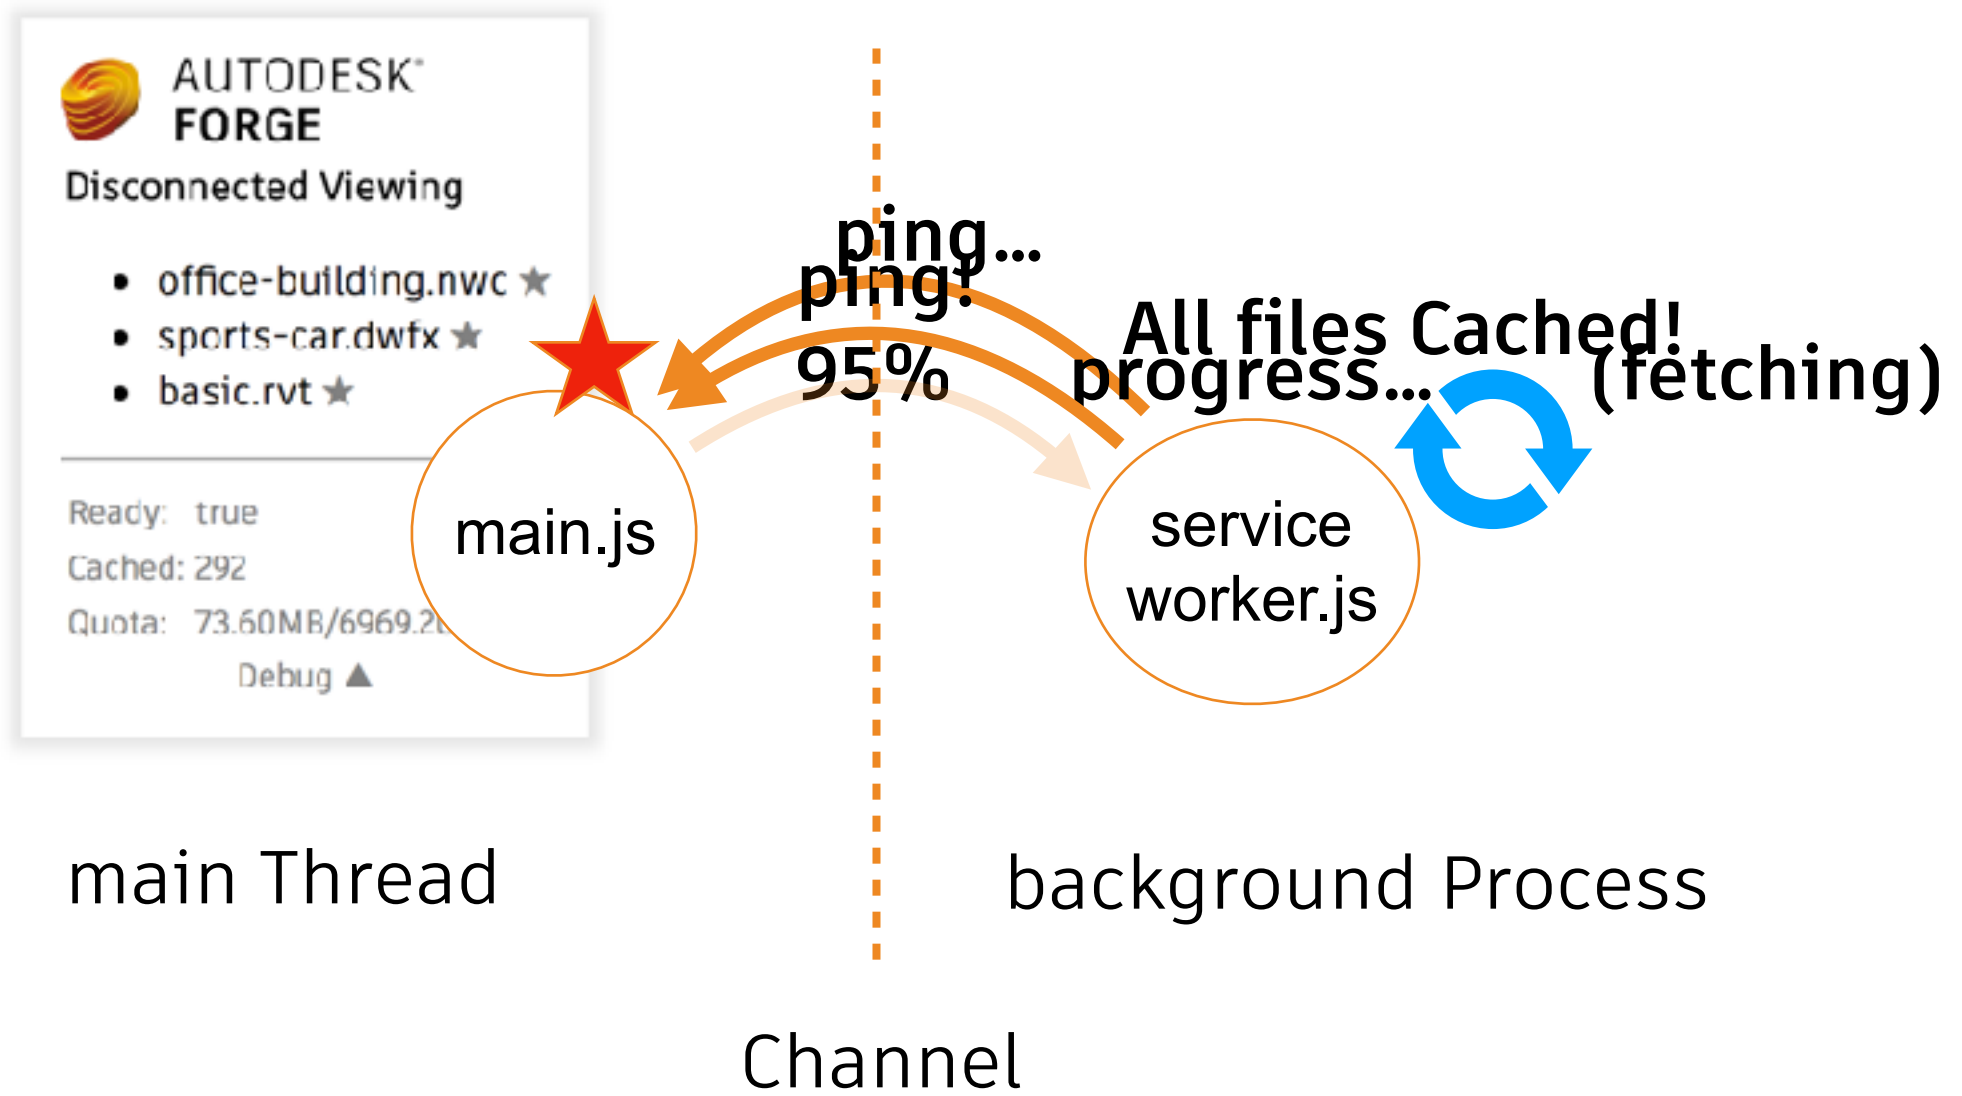 AUTODESK®
FORGE
Disconnected Viewing
• office-building.nwc ★
• sports-car.dwfx ★
• basic.rvt ★
Ready: true
Cached: 292
Quota: 73.60MB/6969.2
Debug ▲
main.js
ping...
ping!
95%
All files Cached!
progress... (fetching)
service
worker.js
main Thread
background Process
Channel